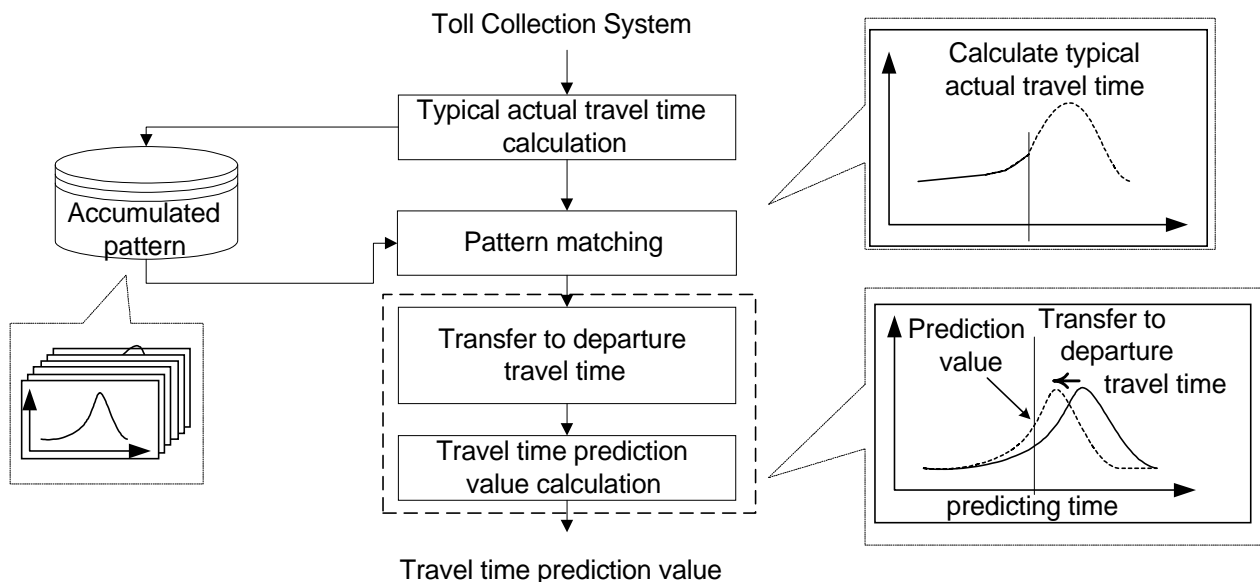 Toll Collection System
Typical actual travel time
calculation
Accumulated
pattern
Pattern matching
Transfer to departure
travel time
Travel time prediction
value calculation
Travel time prediction value
Calculate typical
actual travel time
Prediction
value
Transfer to
departure
travel time
predicting time